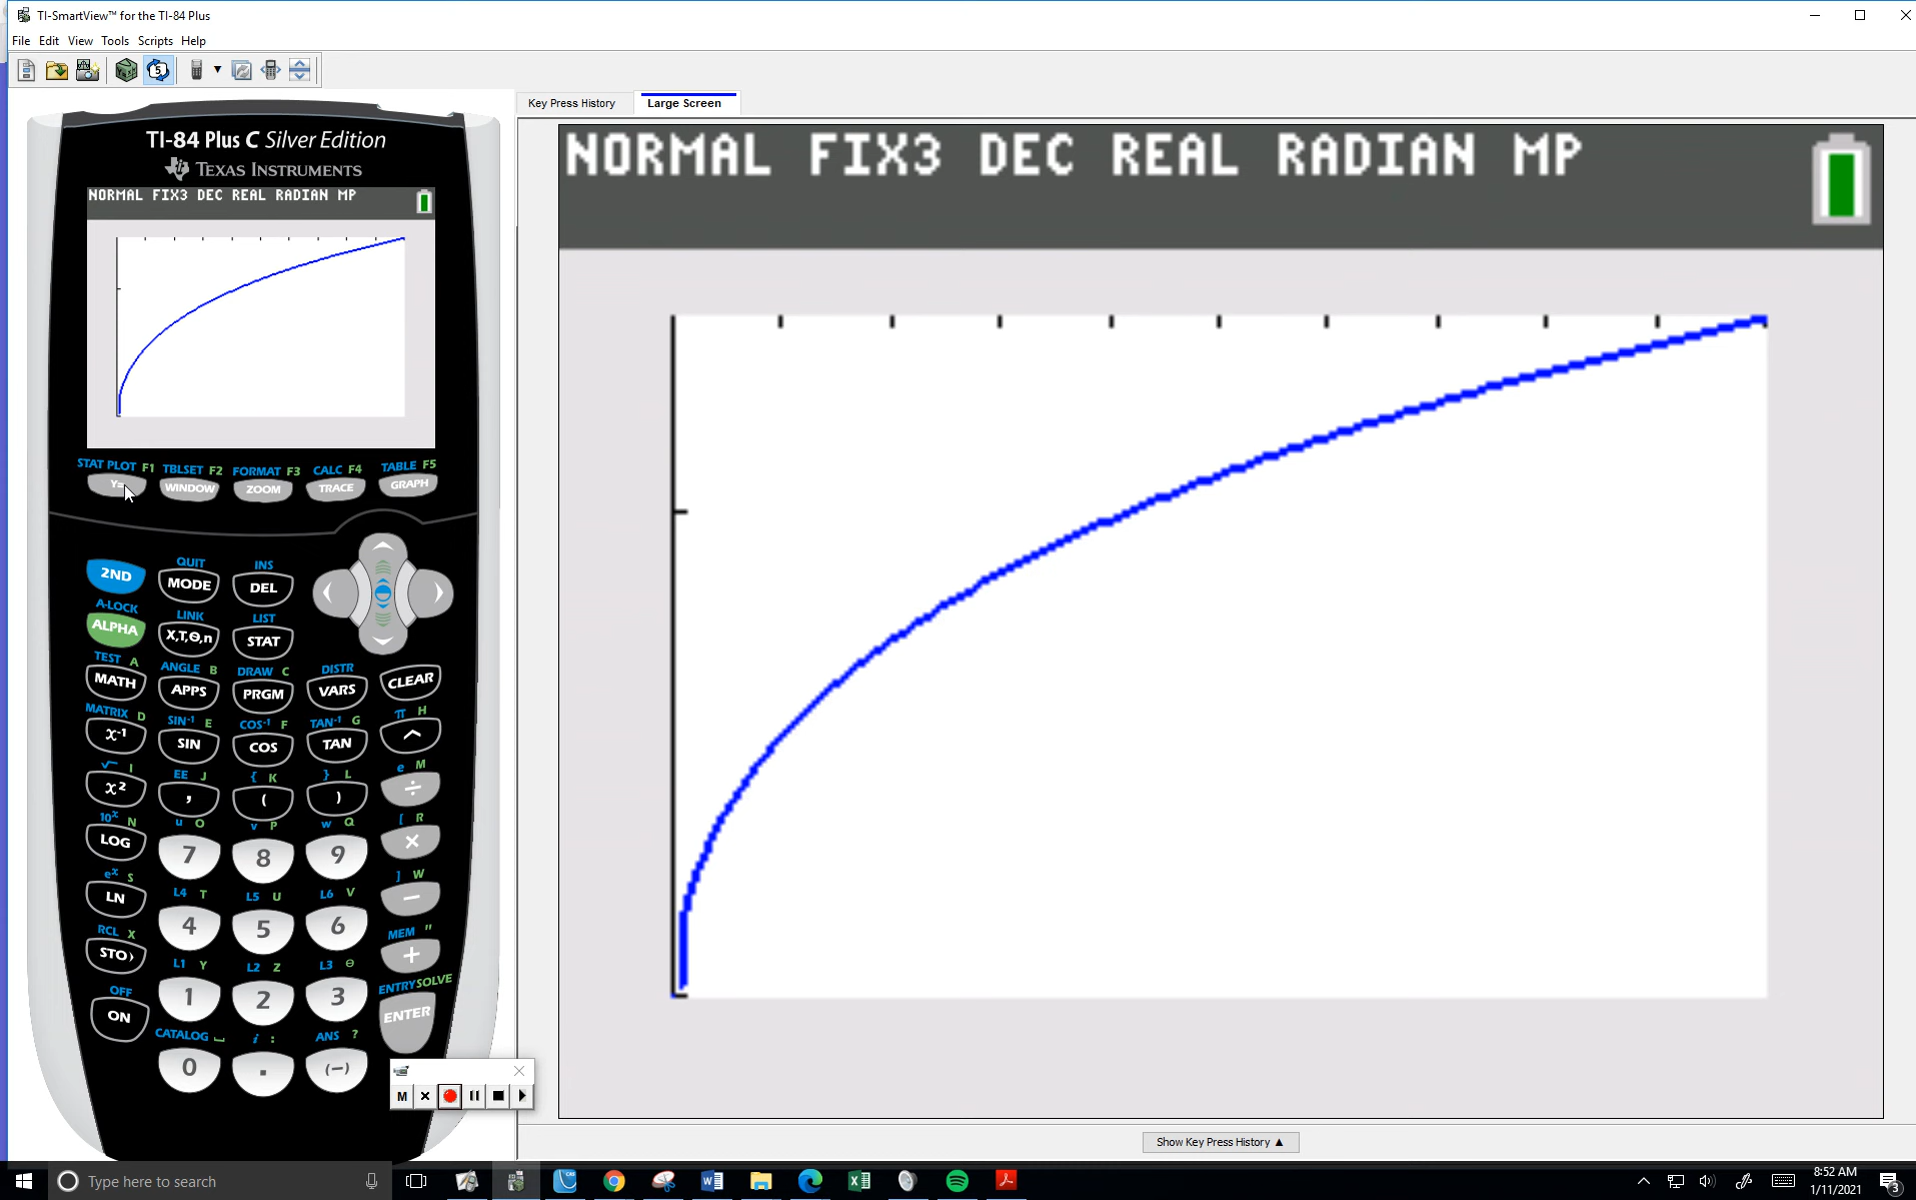 TI-SmartView™ for the TI-84 Plus
File Edit View Tools Scripts Help
Key Press History Large Screen
TI-84 Plus C Silver Edition
TEXAS INSTRUMENTS
NORMAL FIX3 DEC REAL RADIAN MP
NORMAL FIX3 DEC REAL RADIAN MP
STAT PLOT F1 TBLSET F2 FORMAT F3 CALC F4 TABLE F5
Y= WINDOW ZOOM TRACE GRAPH
QUIT INS
2ND MODE DEL
A-LOCK LINK LIST
ALPHA X,T,Θ,n STAT
TEST A ANGLE B DRAW C DISTR
MATH APPS PRGM VARS CLEAR
MATRIX D SIN⁻¹ E COS⁻¹ F TAN⁻¹ G π H
x⁻¹ SIN COS TAN ^
√ I EE J { K } L e M
x² , ( ) ÷
10ˣ N u O v P w Q [ R
LOG 7 8 9 ×
eˣ S L4 T L5 U L6 V ] W
LN 4 5 6 −
RCL X L1 Y L2 Z L3 Θ MEM "
STO› 1 2 3 +
OFF ENTRY SOLVE
ON ENTER
CATALOG ⎵ i : ANS ?
0 . (−)
M
Show Key Press History ▲
Type here to search
8:52 AM
1/11/2021
3